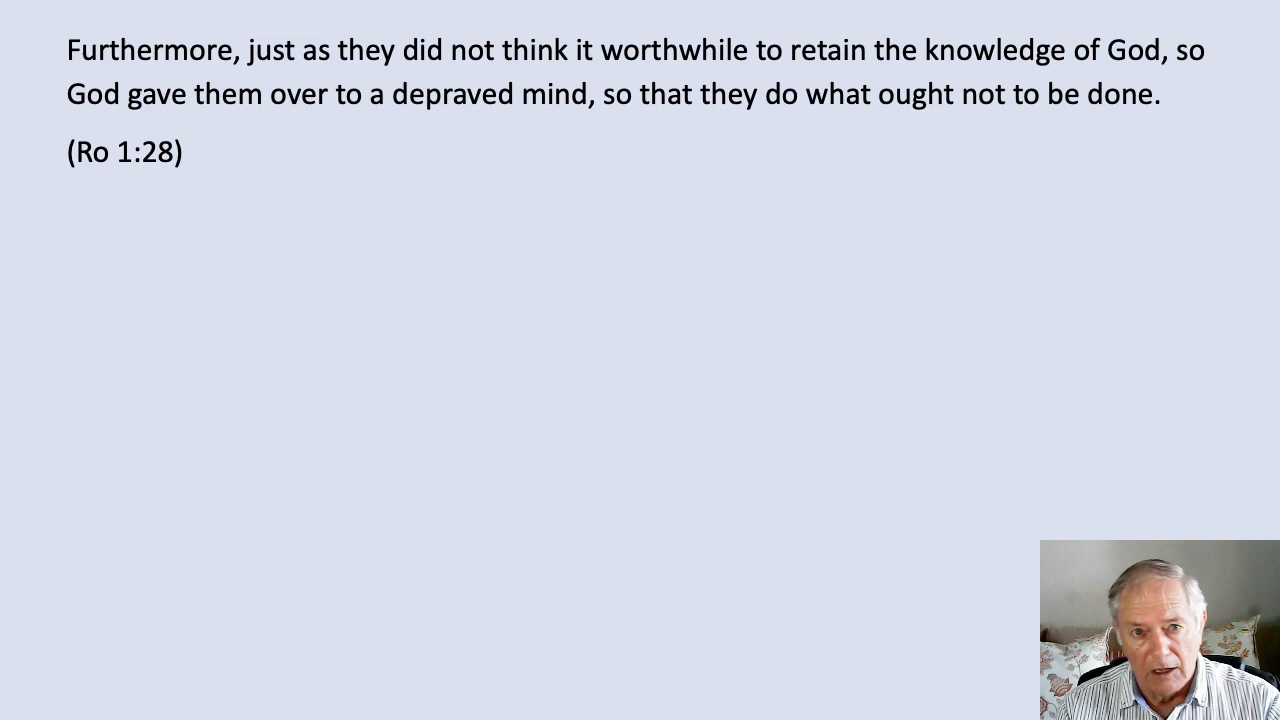 Furthermore, just as they did not think it worthwhile to retain the knowledge of God, so
God gave them over to a depraved mind, so that they do what ought not to be done.
(Ro 1:28)